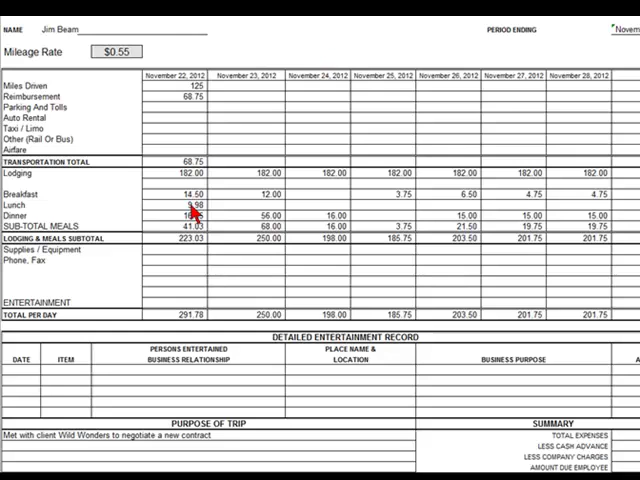 NAME Jim Beam PERIOD ENDING
Mileage Rate $0.55
November 22, 2012 November 23, 2012 November 24, 2012 November 25, 2012 November 26, 2012 November 27, 2012 November 28, 2012
Miles Driven 125
Reimbursement 68.75
Parking And Tolls
Auto Rental
Taxi / Limo
Other (Rail Or Bus)
Airfare
TRANSPORTATION TOTAL 68.75
Lodging 182.00 182.00 182.00 182.00 182.00 182.00 182.00
Breakfast 14.50 12.00 3.75 6.50 4.75 4.75
Lunch 9.98
Dinner 56.00 16.00 15.00 15.00 15.00
SUB-TOTAL MEALS 41.03 68.00 16.00 3.75 21.50 19.75 19.75
LODGING & MEALS SUBTOTAL 223.03 250.00 198.00 185.75 203.50 201.75 201.75
Supplies / Equipment
Phone, Fax
ENTERTAINMENT
TOTAL PER DAY 291.78 250.00 198.00 185.75 203.50 201.75 201.75
DETAILED ENTERTAINMENT RECORD
DATE ITEM PERSONS ENTERTAINED BUSINESS RELATIONSHIP PLACE NAME & LOCATION BUSINESS PURPOSE
PURPOSE OF TRIP SUMMARY
Met with client Wild Wonders to negotiate a new contract TOTAL EXPENSES
LESS CASH ADVANCE
LESS COMPANY CHARGES
AMOUNT DUE EMPLOYEE